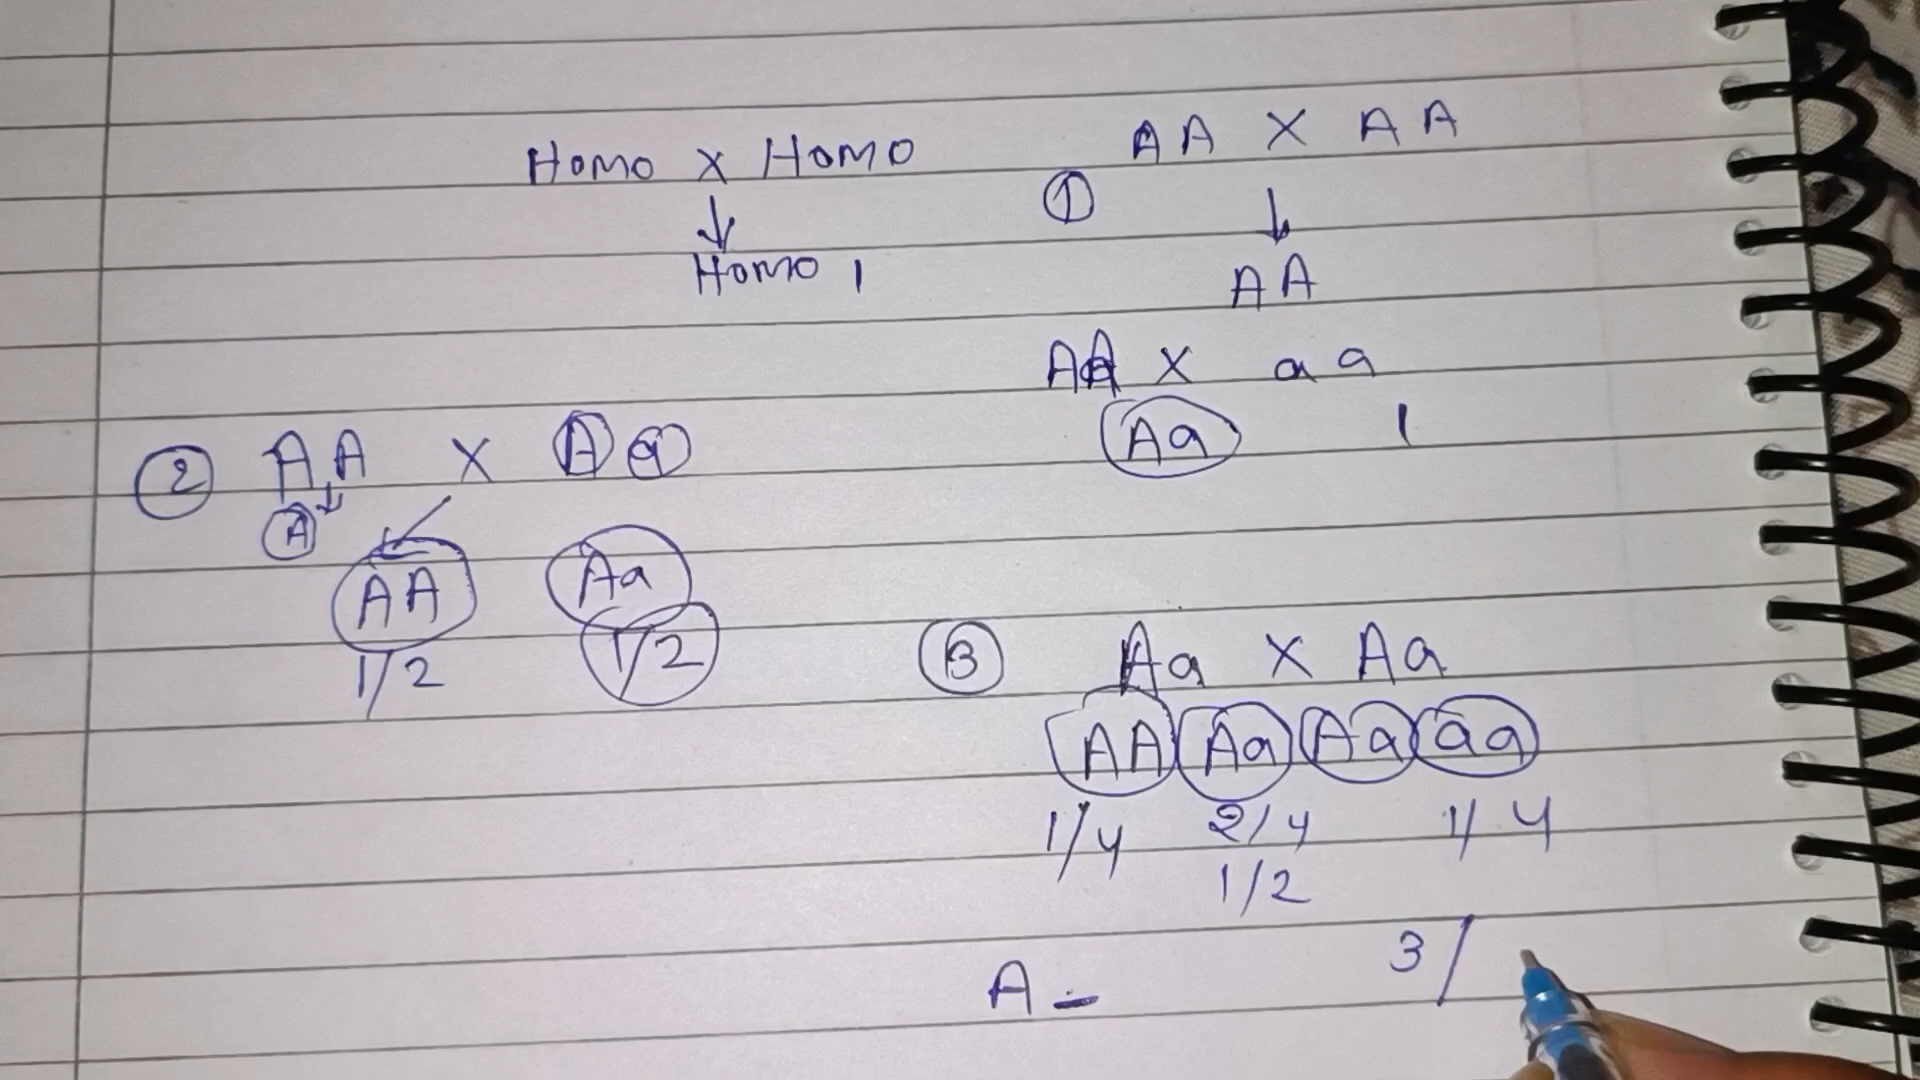 Homo X Homo
↓
Homo 1
① AA X AA
↓
AA
AA X aa
Aa 1
② AA X Aa
A
AA Aa
1/2 1/2
③ Aa X Aa
AA Aa Aa aa
1/4 2/4 1/4
1/2
A - 3/